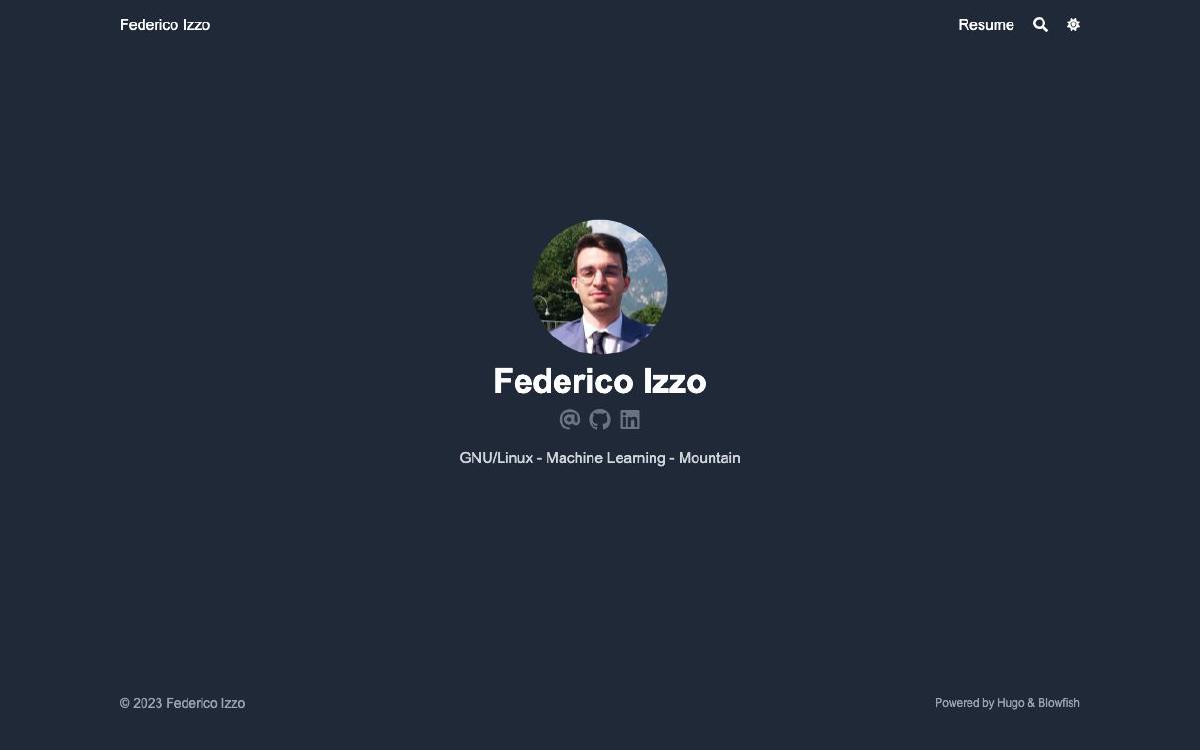 Federico Izzo
Resume
Federico Izzo
GNU/Linux - Machine Learning - Mountain
© 2023 Federico Izzo
Powered by Hugo & Blowfish